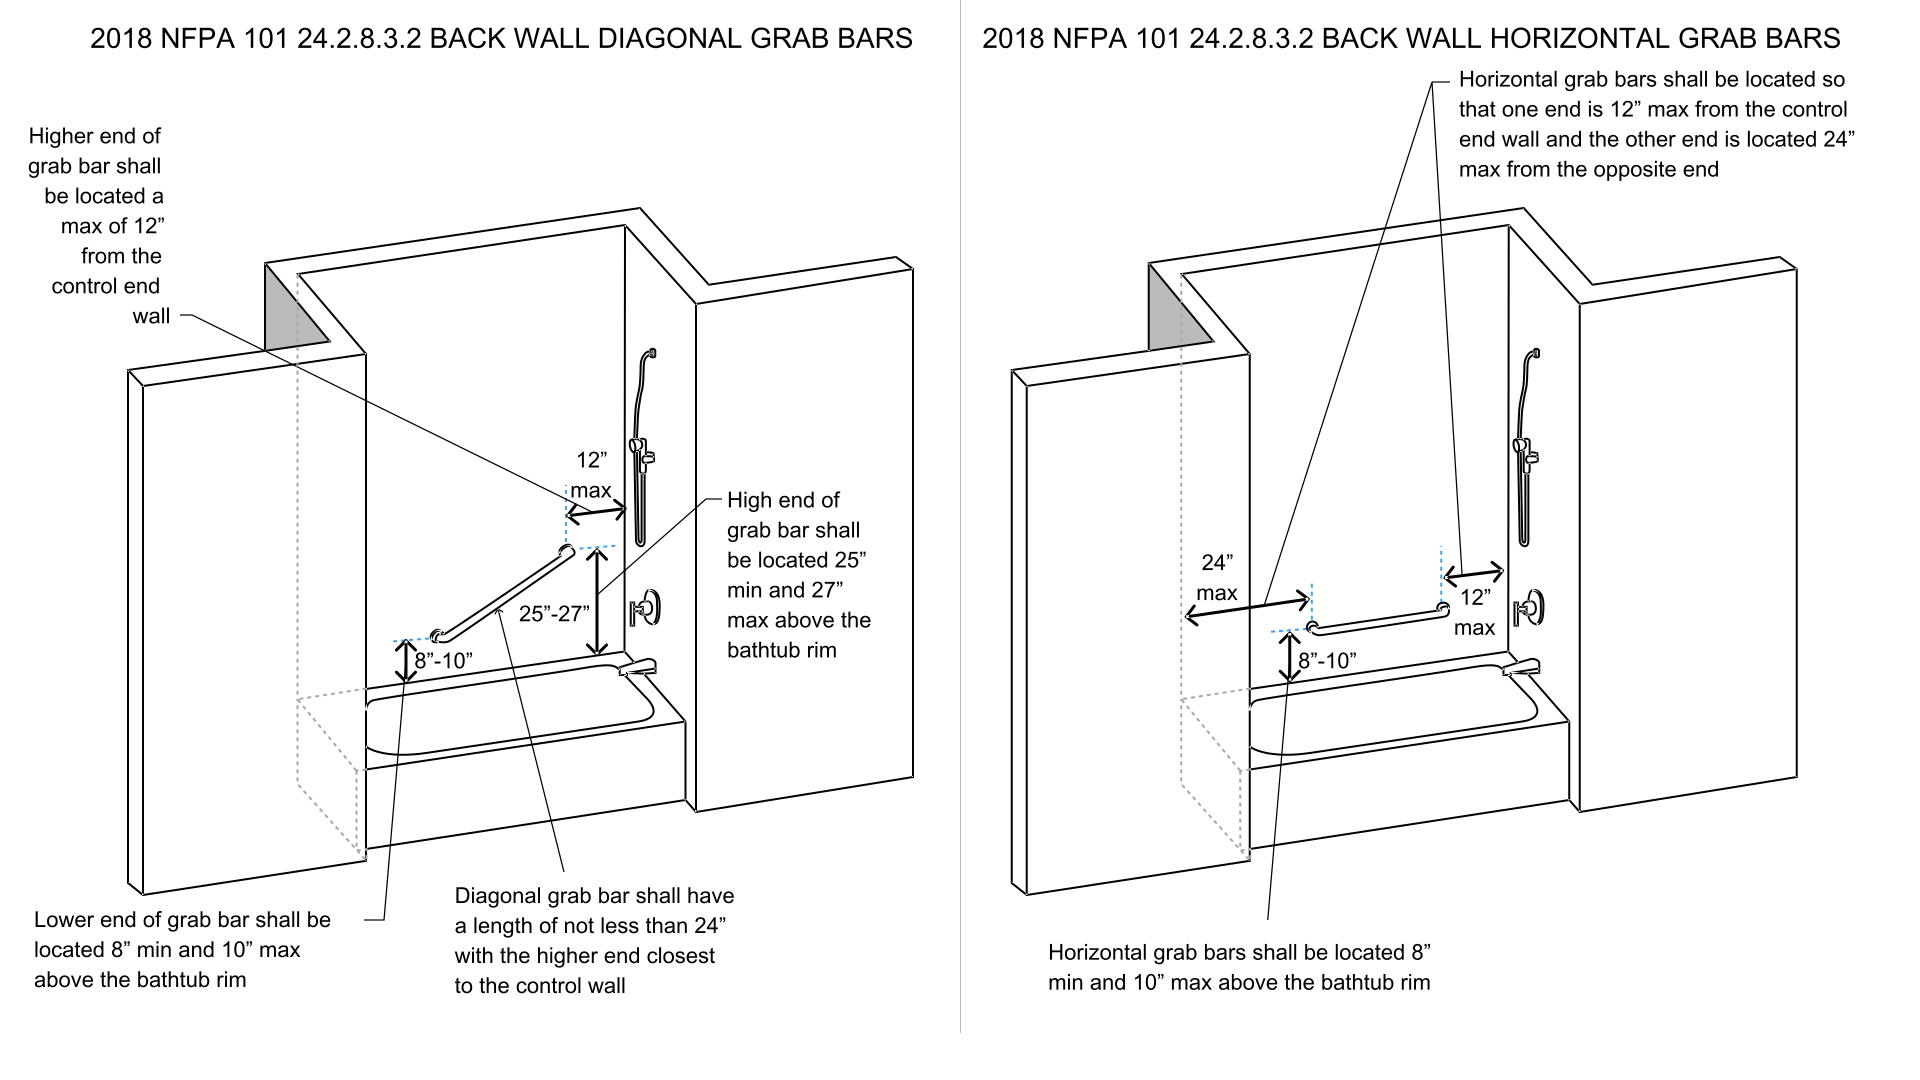 2018 NFPA 101 24.2.8.3.2 BACK WALL DIAGONAL GRAB BARS
Higher end of
grab bar shall
be located a
max of 12”
from the
control end
wall
12”
max
High end of
grab bar shall
be located 25”
min and 27”
max above the
bathtub rim
25”-27”
8”-10”
Lower end of grab bar shall be
located 8” min and 10” max
above the bathtub rim
Diagonal grab bar shall have
a length of not less than 24”
with the higher end closest
to the control wall
2018 NFPA 101 24.2.8.3.2 BACK WALL HORIZONTAL GRAB BARS
Horizontal grab bars shall be located so
that one end is 12” max from the control
end wall and the other end is located 24”
max from the opposite end
24”
max
12”
max
8”-10”
Horizontal grab bars shall be located 8”
min and 10” max above the bathtub rim